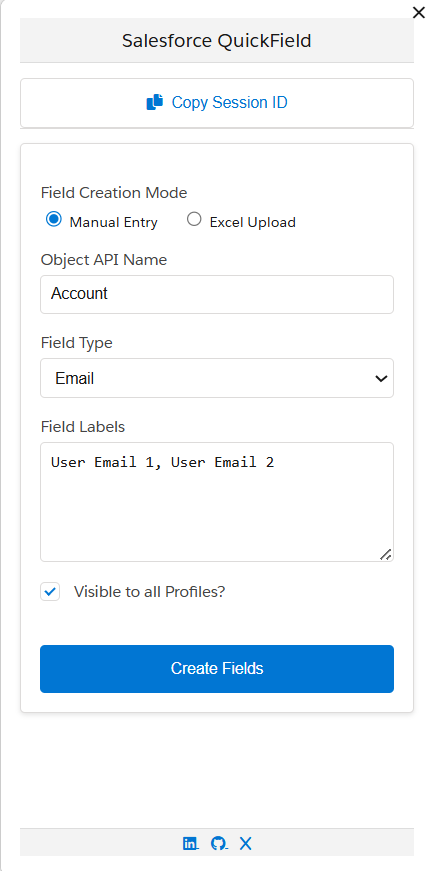 Salesforce QuickField
Copy Session ID
Field Creation Mode
Manual Entry Excel Upload
Object API Name
Account
Field Type
Email
Field Labels
User Email 1, User Email 2
Visible to all Profiles?
Create Fields